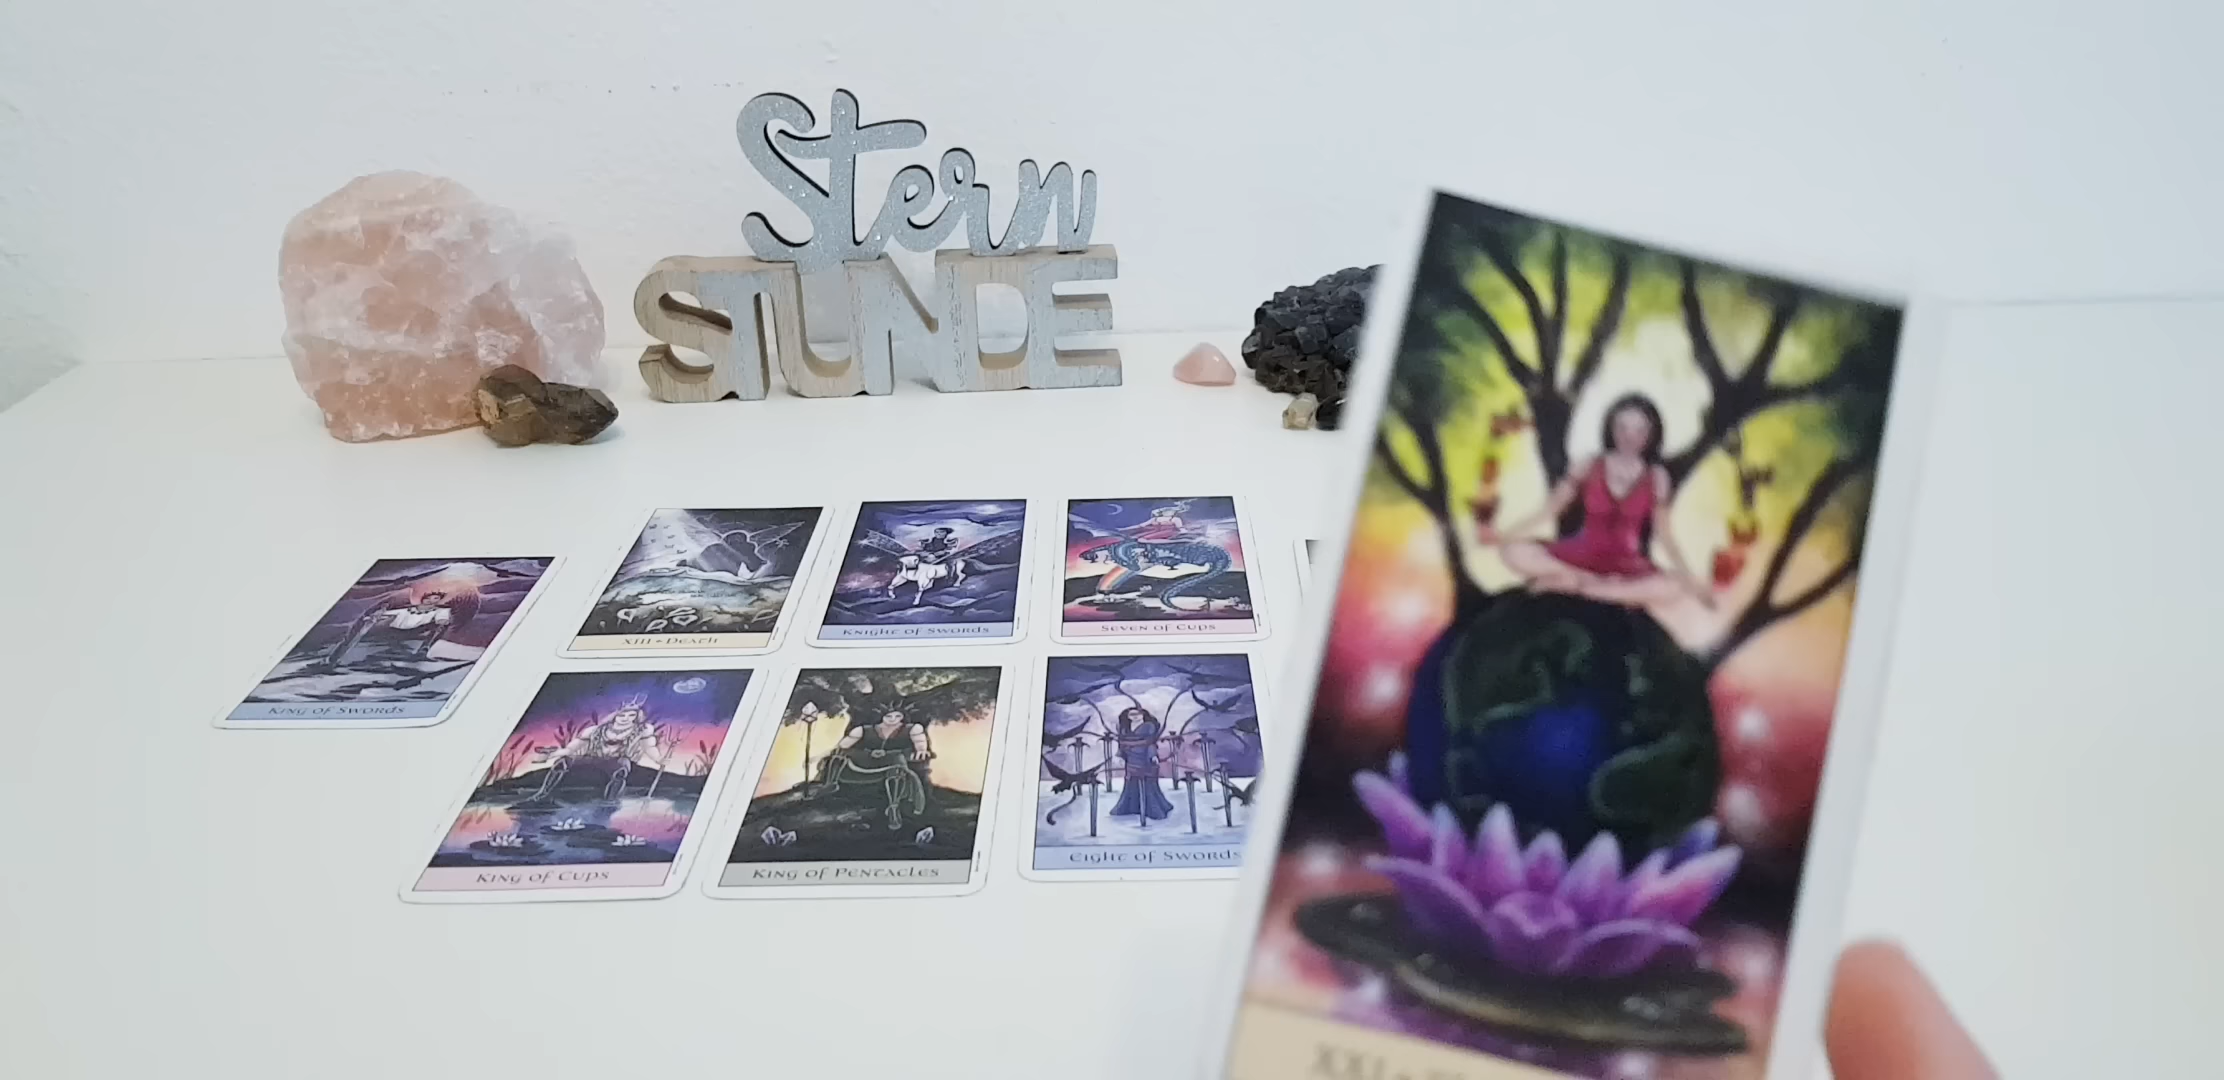 Stern
STUNDE
King of Swords
XIII • Death
Knight of Swords
Seven of Cups
King of Cups
King of Pentacles
Eight of Swords
XXI